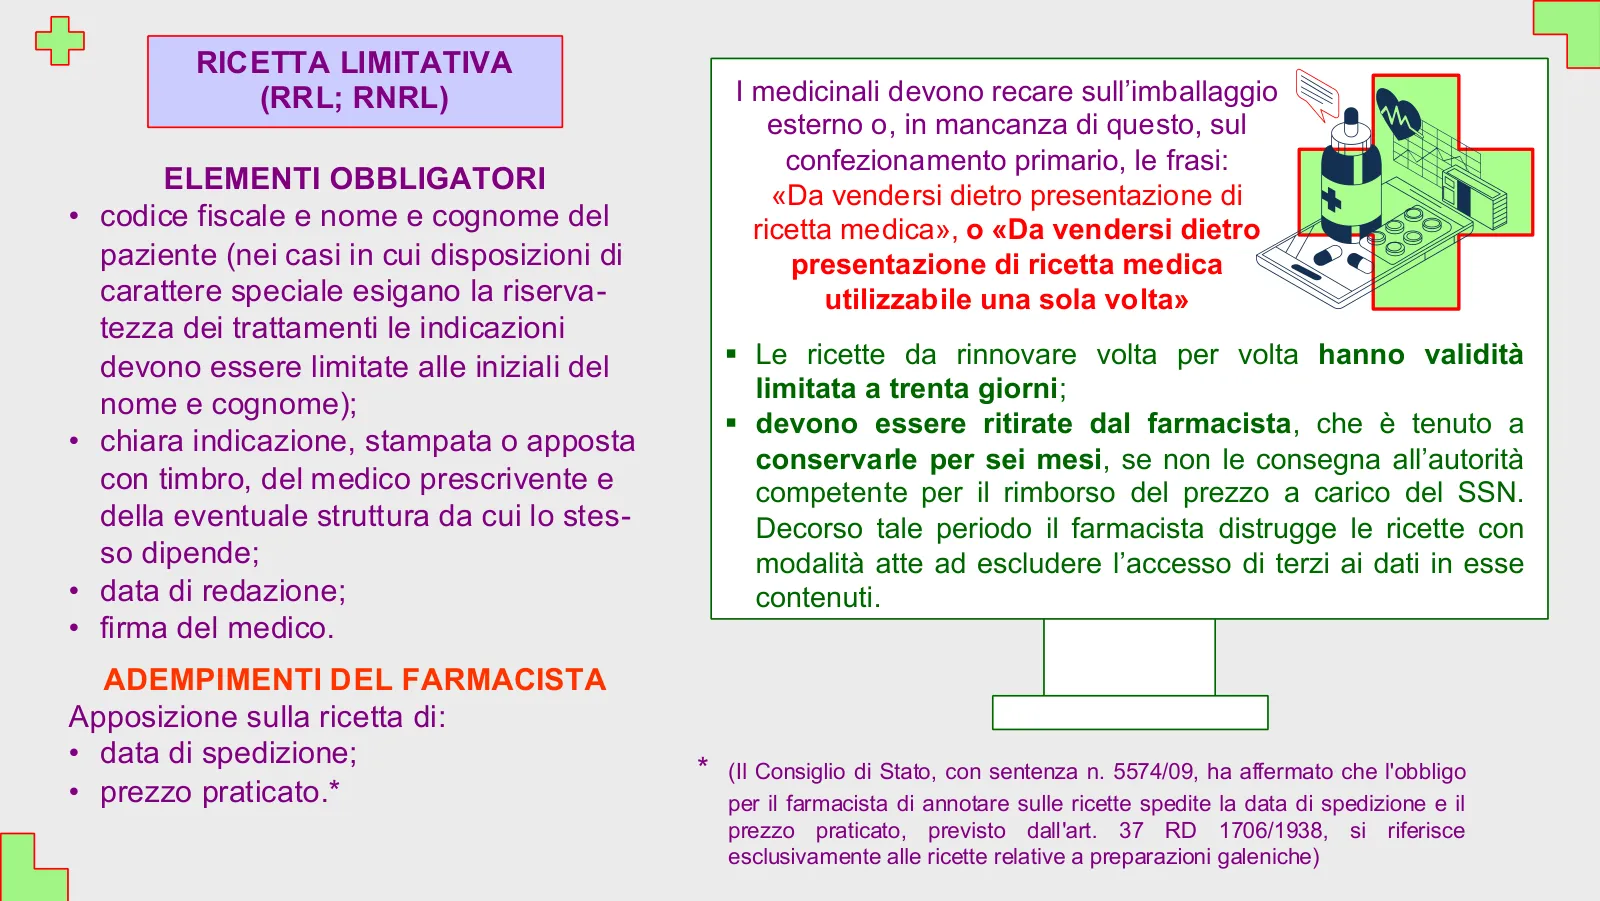 RICETTA LIMITATIVA
(RRL; RNRL)
ELEMENTI OBBLIGATORI
• codice fiscale e nome e cognome del
paziente (nei casi in cui disposizioni di
carattere speciale esigano la riserva-
tezza dei trattamenti le indicazioni
devono essere limitate alle iniziali del
nome e cognome);
• chiara indicazione, stampata o apposta
con timbro, del medico prescrivente e
della eventuale struttura da cui lo stes-
so dipende;
• data di redazione;
• firma del medico.
ADEMPIMENTI DEL FARMACISTA
Apposizione sulla ricetta di:
• data di spedizione;
• prezzo praticato.*
I medicinali devono recare sull’imballaggio
esterno o, in mancanza di questo, sul
confezionamento primario, le frasi:
«Da vendersi dietro presentazione di
ricetta medica», o «Da vendersi dietro
presentazione di ricetta medica
utilizzabile una sola volta»
▪ Le ricette da rinnovare volta per volta hanno validità
limitata a trenta giorni;
▪ devono essere ritirate dal farmacista, che è tenuto a
conservarle per sei mesi, se non le consegna all’autorità
competente per il rimborso del prezzo a carico del SSN.
Decorso tale periodo il farmacista distrugge le ricette con
modalità atte ad escludere l’accesso di terzi ai dati in esse
contenuti.
* (Il Consiglio di Stato, con sentenza n. 5574/09, ha affermato che l'obbligo
per il farmacista di annotare sulle ricette spedite la data di spedizione e il
prezzo praticato, previsto dall'art. 37 RD 1706/1938, si riferisce
esclusivamente alle ricette relative a preparazioni galeniche)